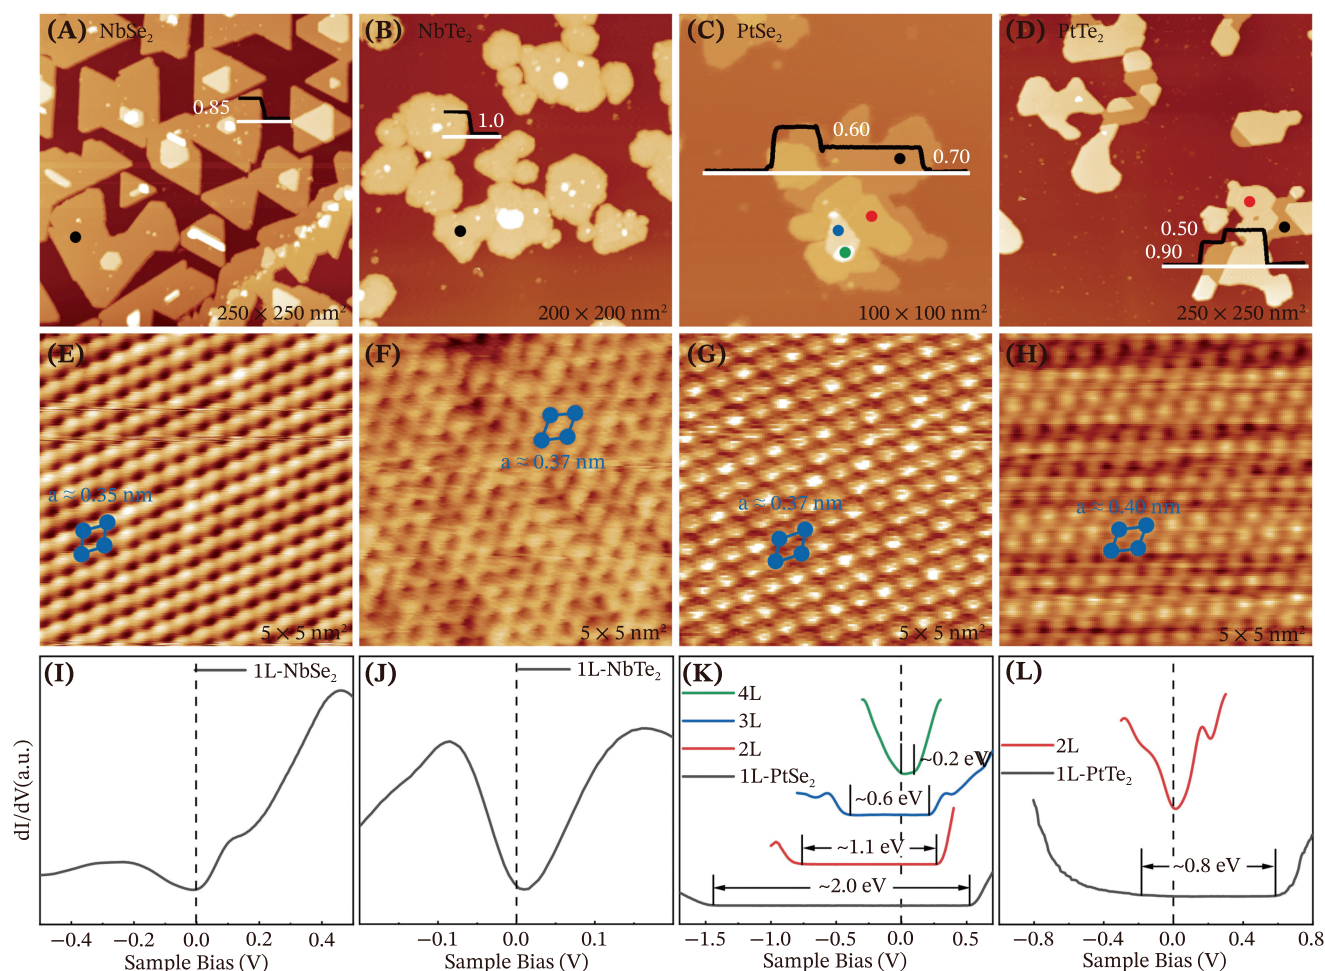 (A) NbSe₂
0.85
250 × 250 nm²
(B) NbTe₂
1.0
200 × 200 nm²
(C) PtSe₂
0.60
0.70
100 × 100 nm²
(D) PtTe₂
0.50
0.90
250 × 250 nm²
(E)
a ≈ 0.35 nm
5 × 5 nm²
(F)
a ≈ 0.37 nm
(G)
a ≈ 0.37 nm
5 × 5 nm²
(H)
a ≈ 0.40 nm
5 × 5 nm²
dI/dV(a.u.)
(I)
1L-NbSe₂
−0.4 −0.2 0.0 0.2 0.4
Sample Bias (V)
(J)
1L-NbTe₂
−0.1 0.0 0.1
Sample Bias (V)
(K)
4L
3L
2L
1L-PtSe₂
~0.2 eV
~0.6 eV
~1.1 eV
~2.0 eV
−1.5 −1.0 −0.5 0.0 0.5
Sample Bias (V)
(L)
2L
1L-PtTe₂
~0.8 eV
−0.8 −0.4 0.0 0.4 0.8
Sample Bias (V)